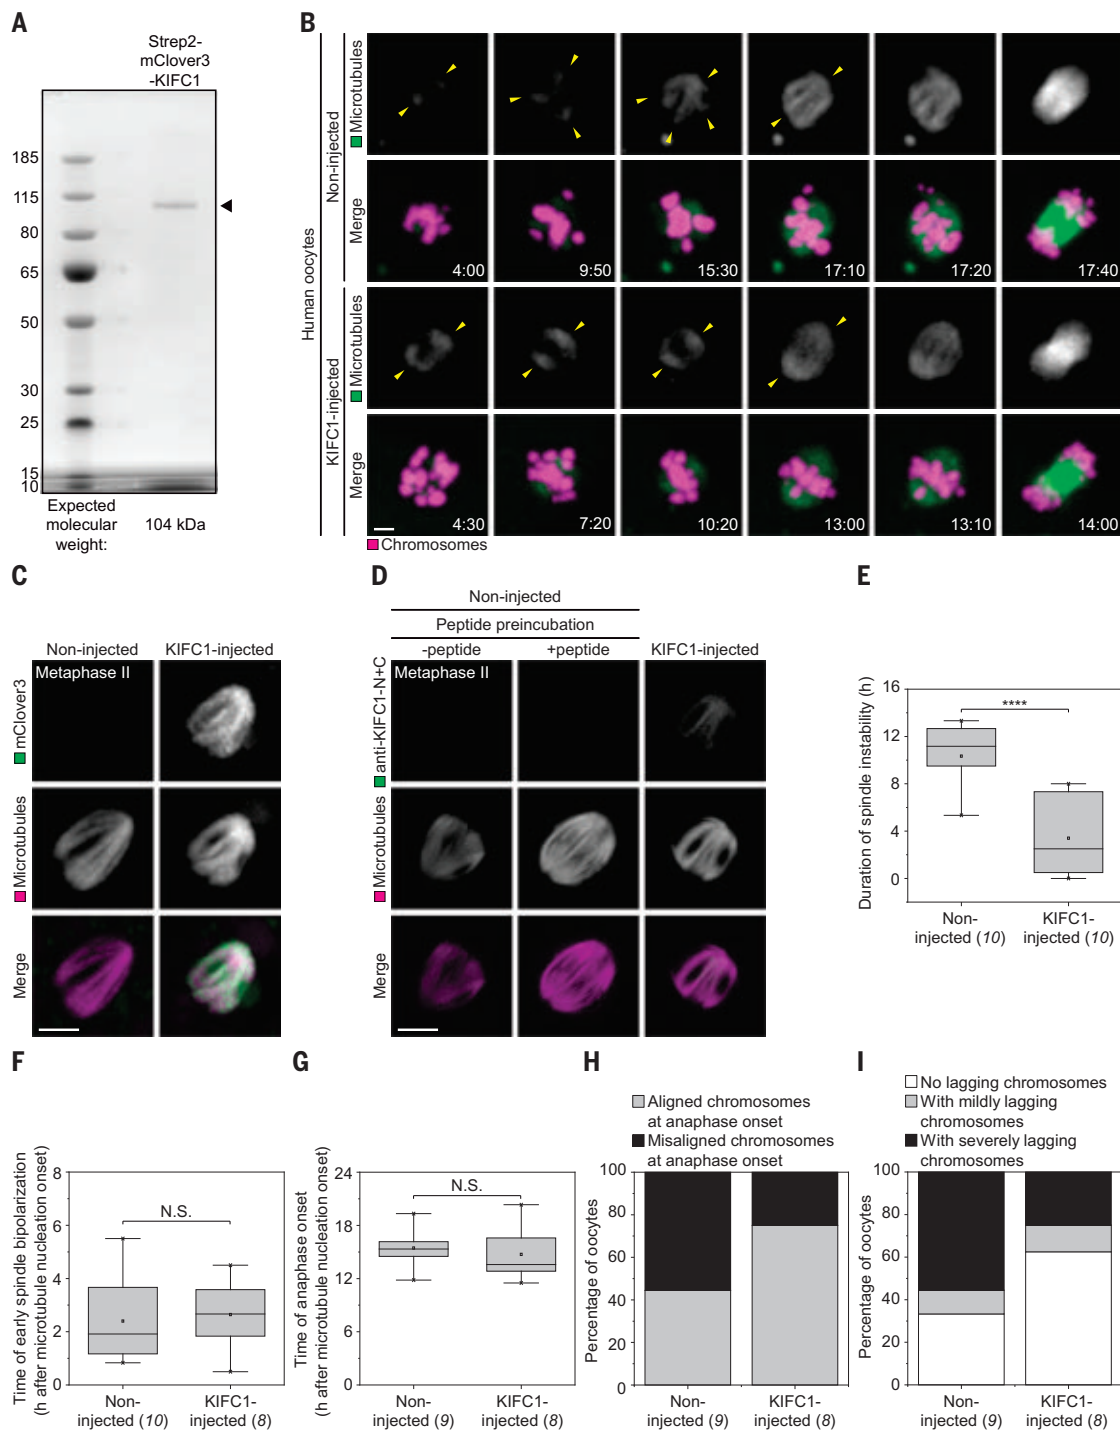 A
Strep2-
mClover3
-KIFC1
185
115
80
65
50
30
25
15
10
Expected
molecular
weight:
104 kDa
B
Human oocytes
Non-injected
Microtubules
Merge
4:00
9:50
15:30
17:10
17:20
17:40
KIFC1-injected
Microtubules
Merge
4:30
7:20
10:20
13:00
13:10
14:00
Chromosomes
C
Non-injected
KIFC1-injected
Metaphase II
mClover3
Microtubules
Merge
D
Non-injected
Peptide preincubation
-peptide
+peptide
KIFC1-injected
Metaphase II
anti-KIFC1-N+C
Microtubules
Merge
E
Duration of spindle instability (h)
16
12
8
4
0
****
Non-
injected (10)
KIFC1-
injected (10)
F
Time of early spindle bipolarization
(h after microtubule nucleation onset)
8
6
4
2
0
N.S.
Non-
injected (10)
KIFC1-
injected (8)
G
Time of anaphase onset
(h after microtubule nucleation onset)
24
18
12
6
0
N.S.
Non-
injected (9)
KIFC1-
injected (8)
H
Aligned chromosomes
at anaphase onset
Misaligned chromosomes
at anaphase onset
Percentage of oocytes
100
80
60
40
20
0
Non-
injected (9)
KIFC1-
injected (8)
I
No lagging chromosomes
With mildly lagging
chromosomes
With severely lagging
chromosomes
Percentage of oocytes
100
80
60
40
20
0
Non-
injected (9)
KIFC1-
injected (8)